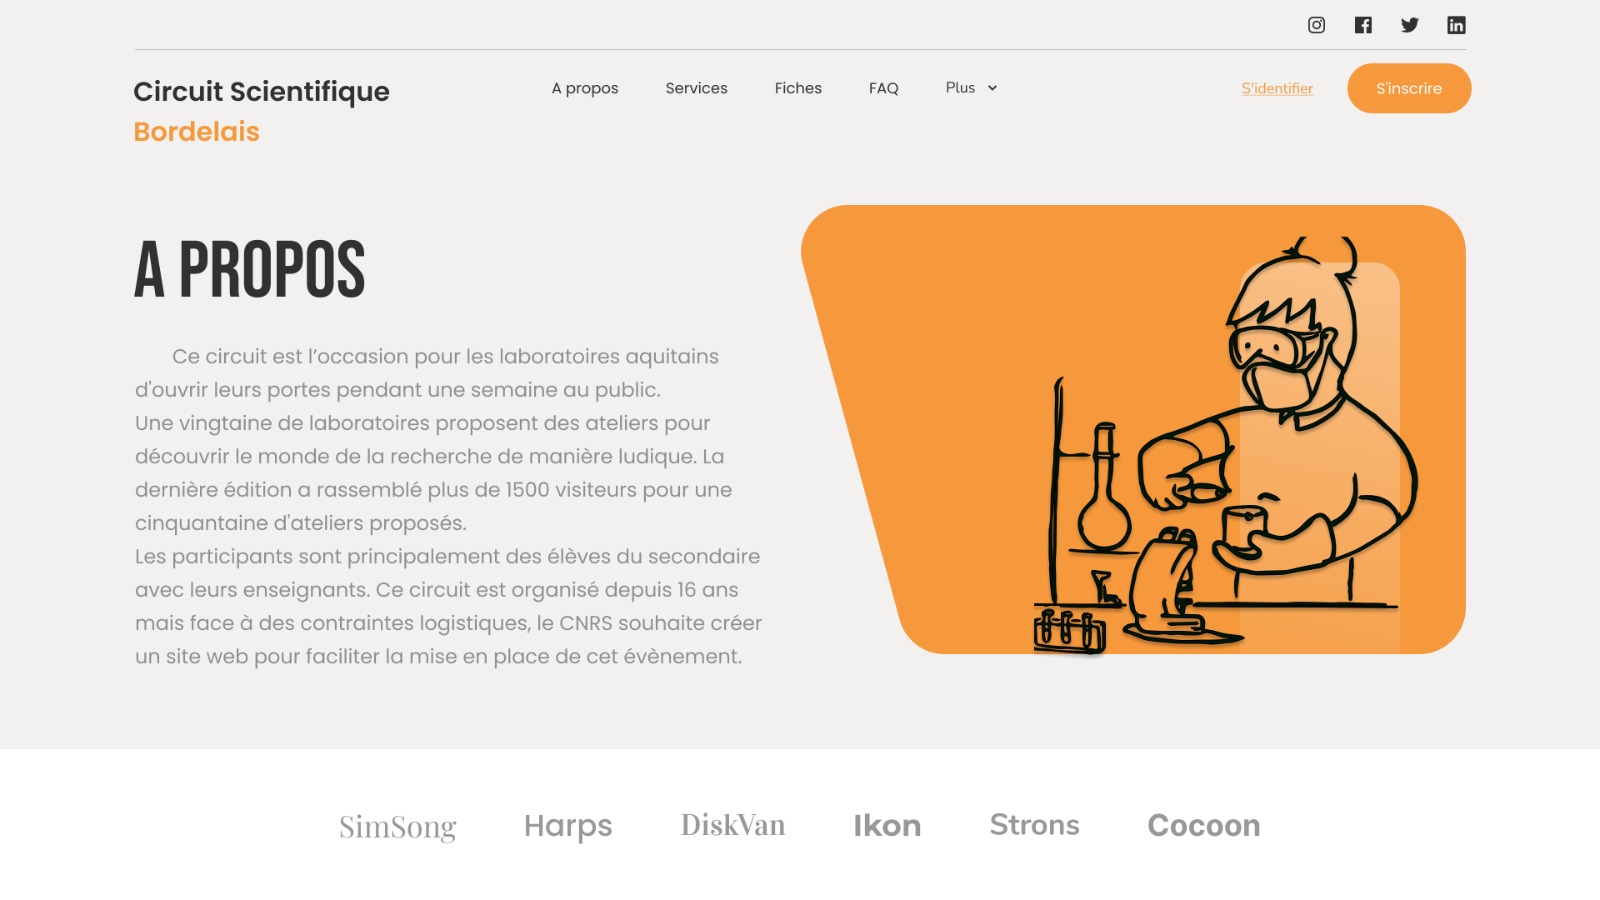 Circuit Scientifique
Bordelais
A propos
Services
Fiches
FAQ
Plus
S'identifier
S'inscrire
A PROPOS
Ce circuit est l’occasion pour les laboratoires aquitains
d'ouvrir leurs portes pendant une semaine au public.
Une vingtaine de laboratoires proposent des ateliers pour
découvrir le monde de la recherche de manière ludique. La
dernière édition a rassemblé plus de 1500 visiteurs pour une
cinquantaine d'ateliers proposés.
Les participants sont principalement des élèves du secondaire
avec leurs enseignants. Ce circuit est organisé depuis 16 ans
mais face à des contraintes logistiques, le CNRS souhaite créer
un site web pour faciliter la mise en place de cet évènement.
SimSong
Harps
DiskVan
Ikon
Strons
Cocoon